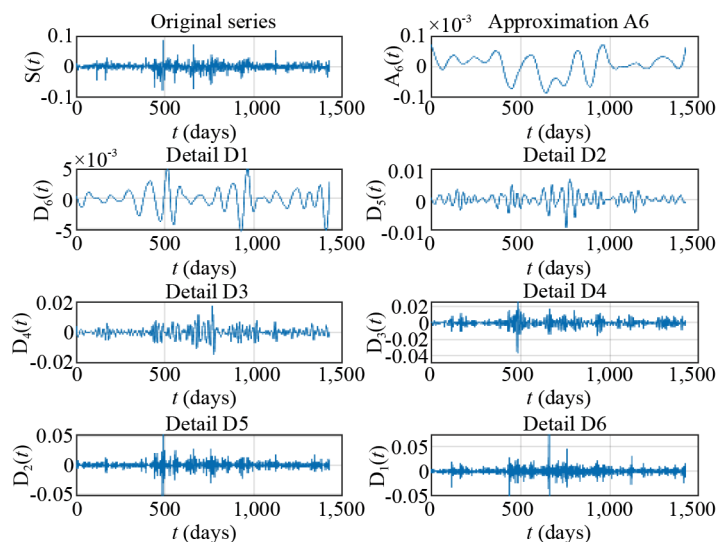 Original series
S(t)
0.1
0
-0.1
0 500 1,000 1,500
t (days)
Approximation A6
×10⁻³
A₆(t)
0.1
0
-0.1
0 500 1,000 1,500
t (days)
Detail D1
×10⁻³
D₆(t)
5
0
-5
0 500 1,000 1,500
t (days)
Detail D2
D₅(t)
0.01
0
-0.01
0 500 1,000 1,500
t (days)
Detail D3
D₄(t)
0.02
0
-0.02
0 500 1,000 1,500
t (days)
Detail D4
D₃(t)
0.02
0
-0.02
-0.04
0 500 1,000 1,500
t (days)
Detail D5
D₂(t)
0.05
0
-0.05
0 500 1,000 1,500
t (days)
Detail D6
D₁(t)
0.05
0
0.05
0 500 1,000 1,500
t (days)